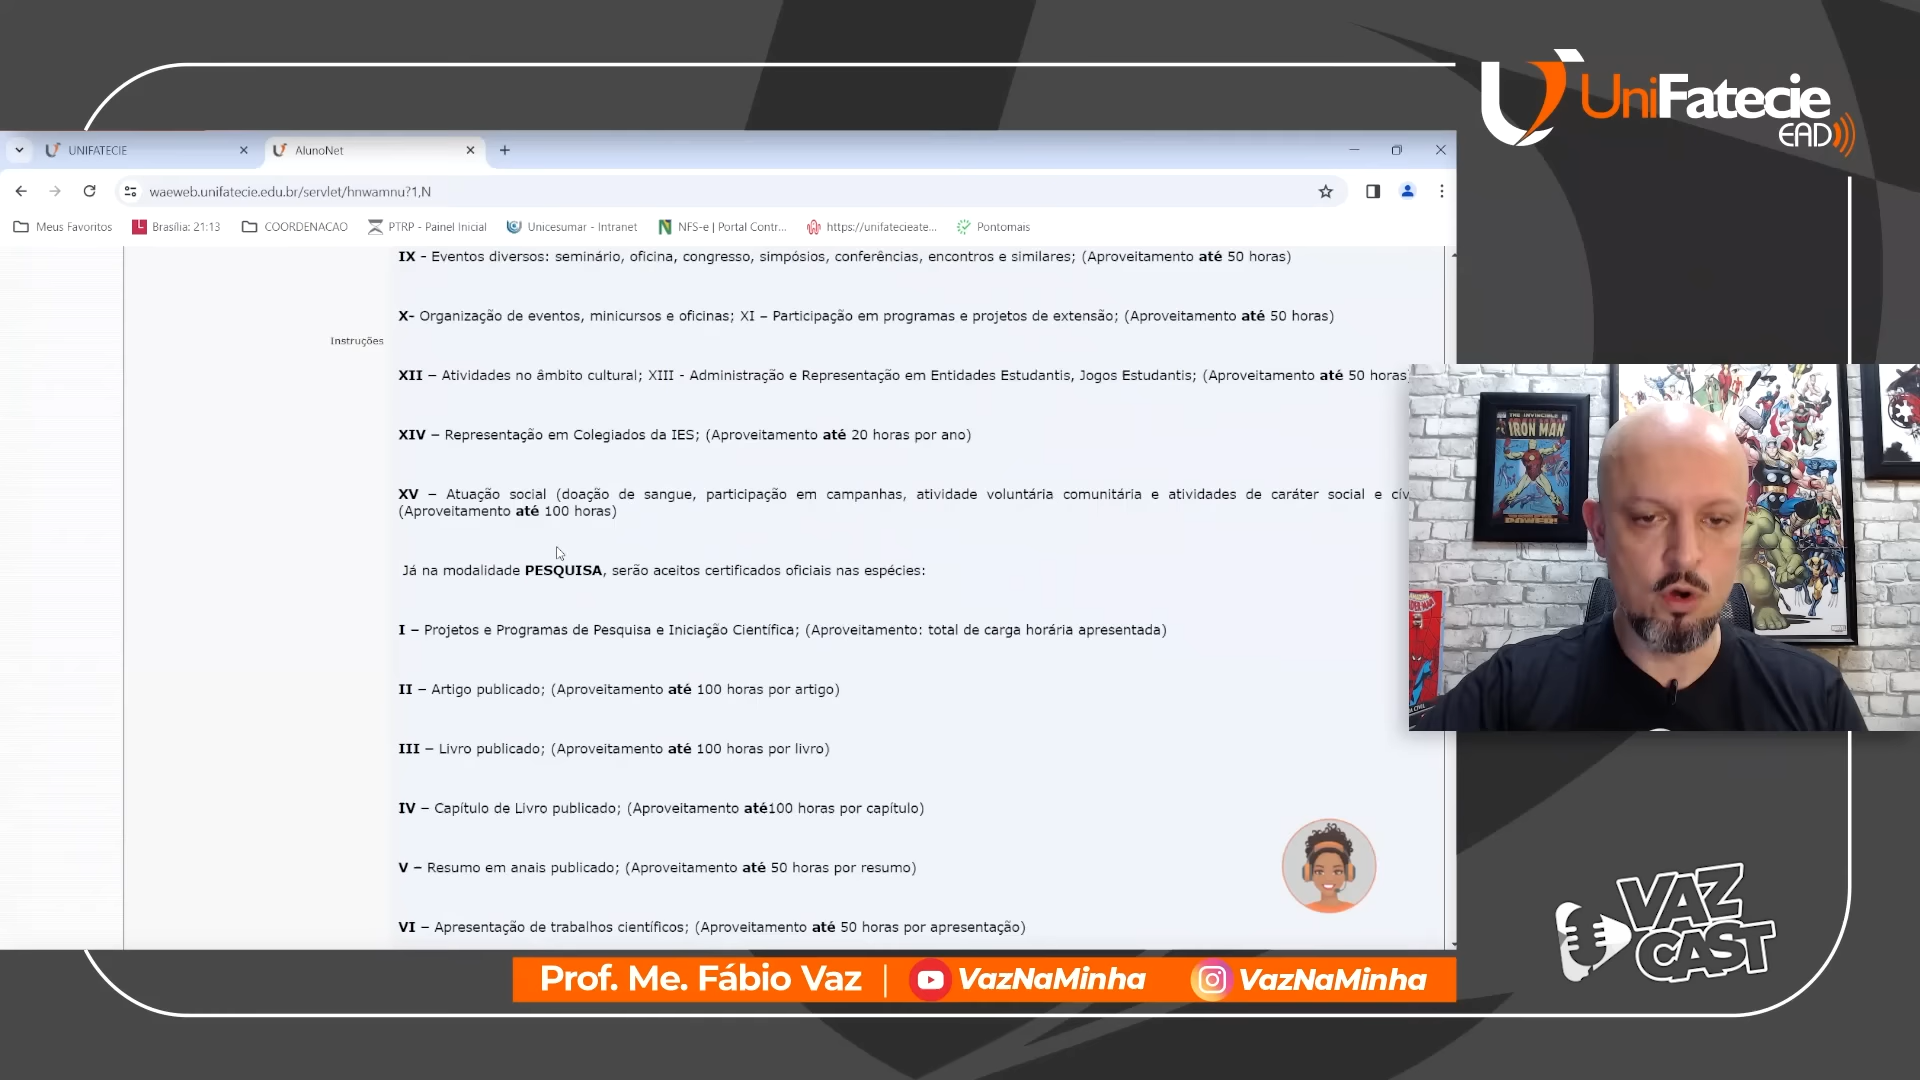 UniFatecie
EAD
UNIFATECIE
AlunoNet
waeweb.unifatecie.edu.br/servlet/hnwamnu?1,N
Meus Favoritos
Brasília: 21:13
COORDENACAO
PTRP - Painel Inicial
Unicesumar - Intranet
NFS-e | Portal Contr...
https://unifatecieate...
Pontomais
IX - Eventos diversos: seminário, oficina, congresso, simpósios, conferências, encontros e similares; (Aproveitamento até 50 horas)
X- Organização de eventos, minicursos e oficinas; XI – Participação em programas e projetos de extensão; (Aproveitamento até 50 horas)
Instruções
XII – Atividades no âmbito cultural; XIII - Administração e Representação em Entidades Estudantis, Jogos Estudantis; (Aproveitamento até 50 horas)
XIV – Representação em Colegiados da IES; (Aproveitamento até 20 horas por ano)
XV – Atuação social (doação de sangue, participação em campanhas, atividade voluntária comunitária e atividades de caráter social e cív
(Aproveitamento até 100 horas)
Já na modalidade PESQUISA, serão aceitos certificados oficiais nas espécies:
I – Projetos e Programas de Pesquisa e Iniciação Científica; (Aproveitamento: total de carga horária apresentada)
II – Artigo publicado; (Aproveitamento até 100 horas por artigo)
III – Livro publicado; (Aproveitamento até 100 horas por livro)
IV – Capítulo de Livro publicado; (Aproveitamento até100 horas por capítulo)
V – Resumo em anais publicado; (Aproveitamento até 50 horas por resumo)
VI – Apresentação de trabalhos científicos; (Aproveitamento até 50 horas por apresentação)
THE INVINCIBLE
IRON MAN
POWER!
VAZ
CAST
Prof. Me. Fábio Vaz | VazNaMinha VazNaMinha